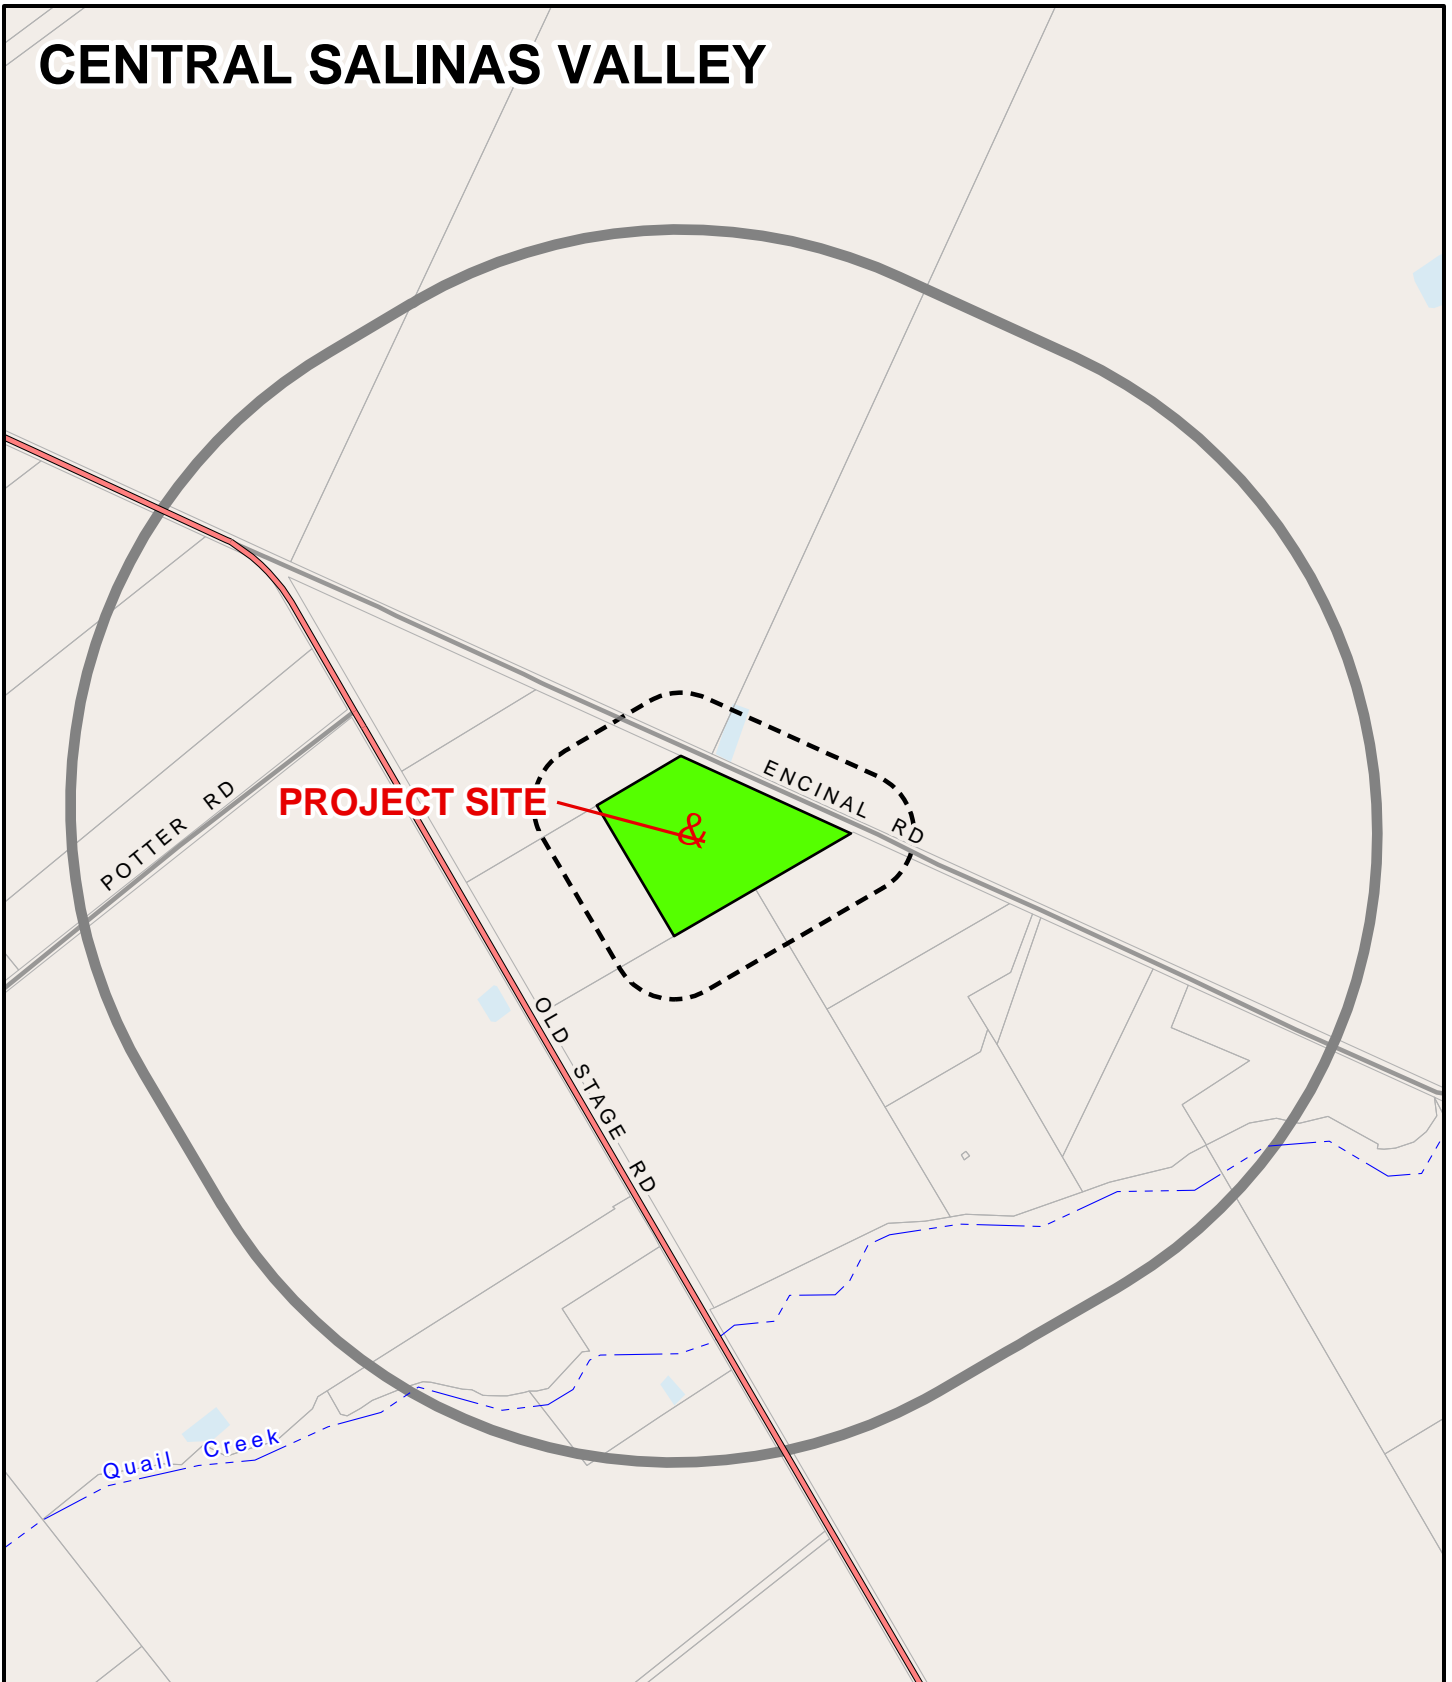 CENTRAL SALINAS VALLEY
ENCINAL RD
PROJECT SITE
&
POTTER RD
OLD STAGE RD
Quail Creek